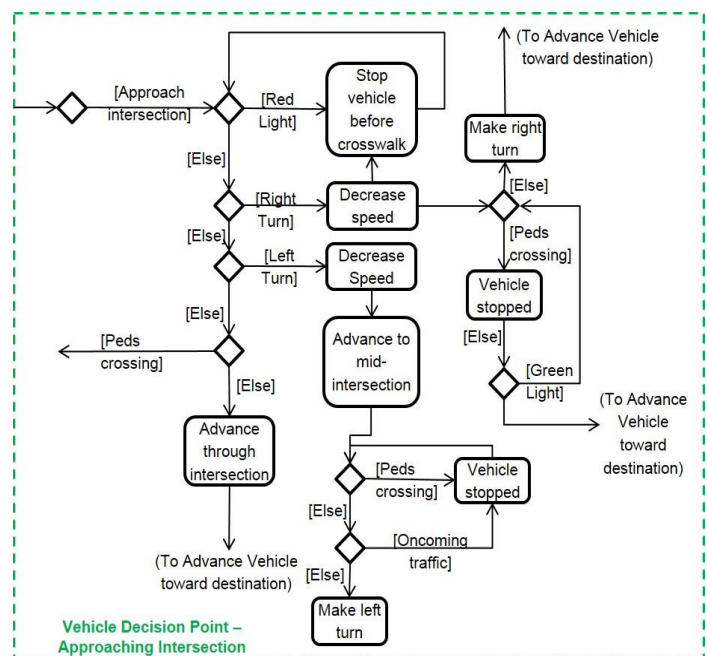 (To Advance Vehicle
toward destination)
[Approach
intersection]
[Red
Light]
Stop
vehicle
before
crosswalk
Make right
turn
[Else]
[Else]
[Right
Turn]
Decrease
speed
[Peds
crossing]
[Else]
[Left
Turn]
Decrease
Speed
Vehicle
stopped
[Else]
[Else]
[Peds
crossing]
Advance to
mid-
intersection
[Green
Light]
[Else]
(To Advance
Vehicle
toward
destination)
Advance
through
intersection
[Peds
crossing]
Vehicle
stopped
[Else]
[Oncoming
traffic]
(To Advance Vehicle
toward destination)
[Else]
Make left
turn
Vehicle Decision Point –
Approaching Intersection